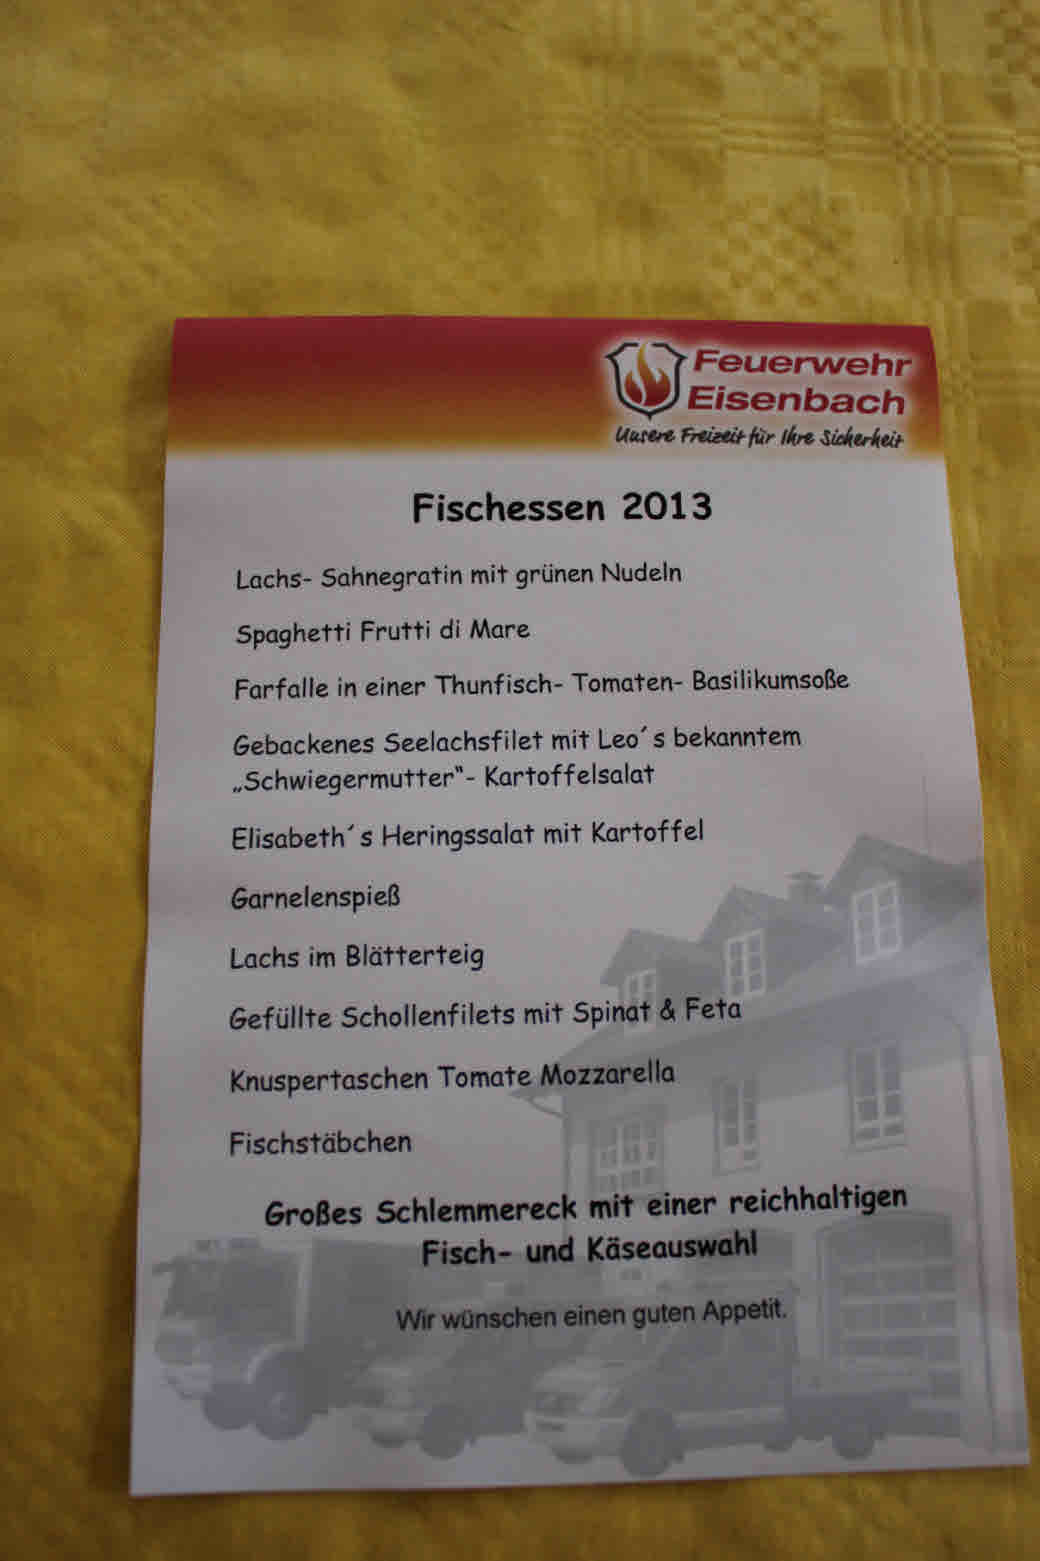 Feuerwehr
Eisenbach
Unsere Freizeit für Ihre Sicherheit
Fischessen 2013
Lachs- Sahnegratin mit grünen Nudeln
Spaghetti Frutti di Mare
Farfalle in einer Thunfisch- Tomaten- Basilikumsoße
Gebackenes Seelachsfilet mit Leo´s bekanntem
„Schwiegermutter“- Kartoffelsalat
Elisabeth´s Heringssalat mit Kartoffel
Garnelenspieß
Lachs im Blätterteig
Gefüllte Schollenfilets mit Spinat & Feta
Knuspertaschen Tomate Mozzarella
Fischstäbchen
Großes Schlemmereck mit einer reichhaltigen
Fisch- und Käseauswahl
Wir wünschen einen guten Appetit.